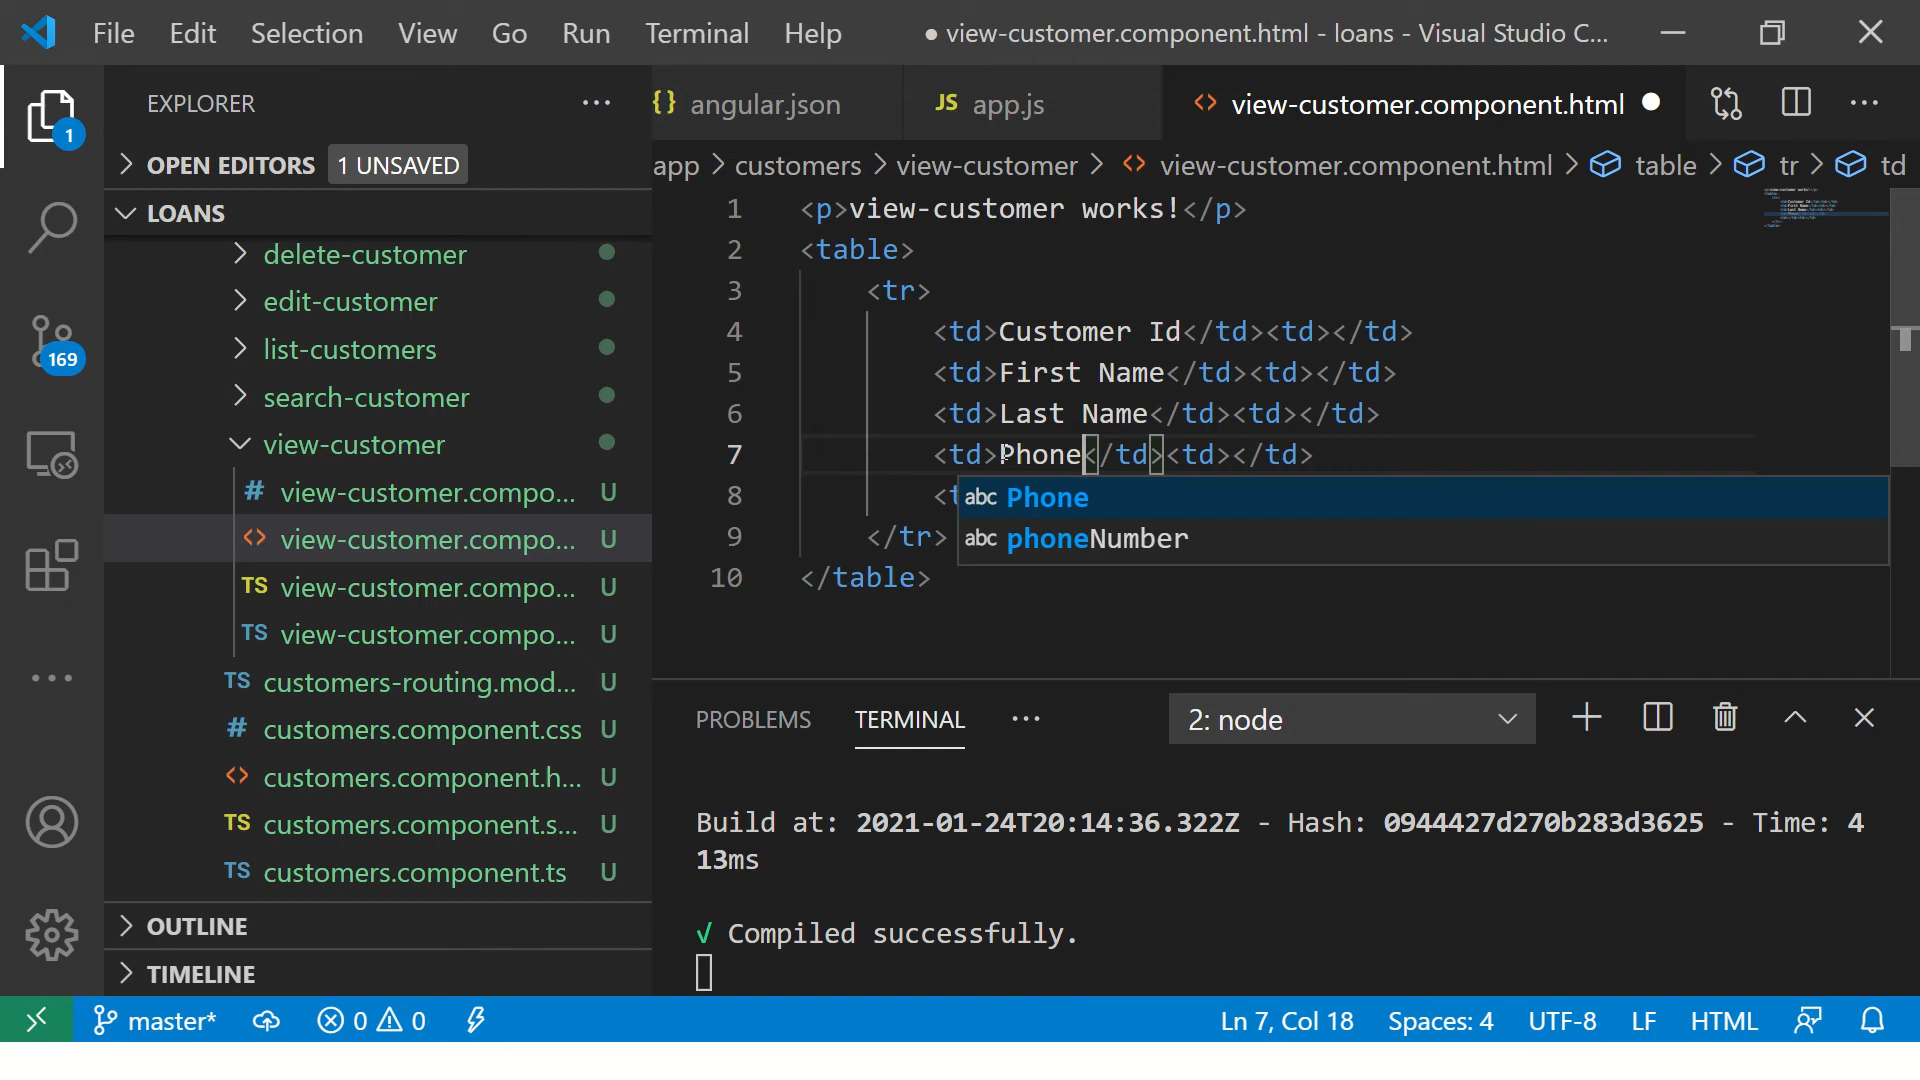 File Edit Selection View Go Run Terminal Help ● view-customer.component.html - loans - Visual Studio C...
EXPLORER ...
{} angular.json
JS app.js
<> view-customer.component.html ●
1
> OPEN EDITORS 1 UNSAVED
app > customers > view-customer > <> view-customer.component.html > table > tr > td
LOANS
> delete-customer
> edit-customer
> list-customers
> search-customer
view-customer
# view-customer.compo... U
<> view-customer.compo... U
TS view-customer.compo... U
TS view-customer.compo... U
TS customers-routing.mod... U
# customers.component.css U
<> customers.component.h... U
TS customers.component.s... U
TS customers.component.ts U
> OUTLINE
> TIMELINE
169
1 <p>view-customer works!</p>
2 <table>
3 <tr>
4 <td>Customer Id</td><td></td>
5 <td>First Name</td><td></td>
6 <td>Last Name</td><td></td>
7 <td>Phone</td><td></td>
8 <t
9 </tr>
10 </table>
abc Phone
abc phoneNumber
PROBLEMS TERMINAL ... 2: node
Build at: 2021-01-24T20:14:36.322Z - Hash: 0944427d270b283d3625 - Time: 4
13ms
√ Compiled successfully.
master* 0 0 Ln 7, Col 18 Spaces: 4 UTF-8 LF HTML